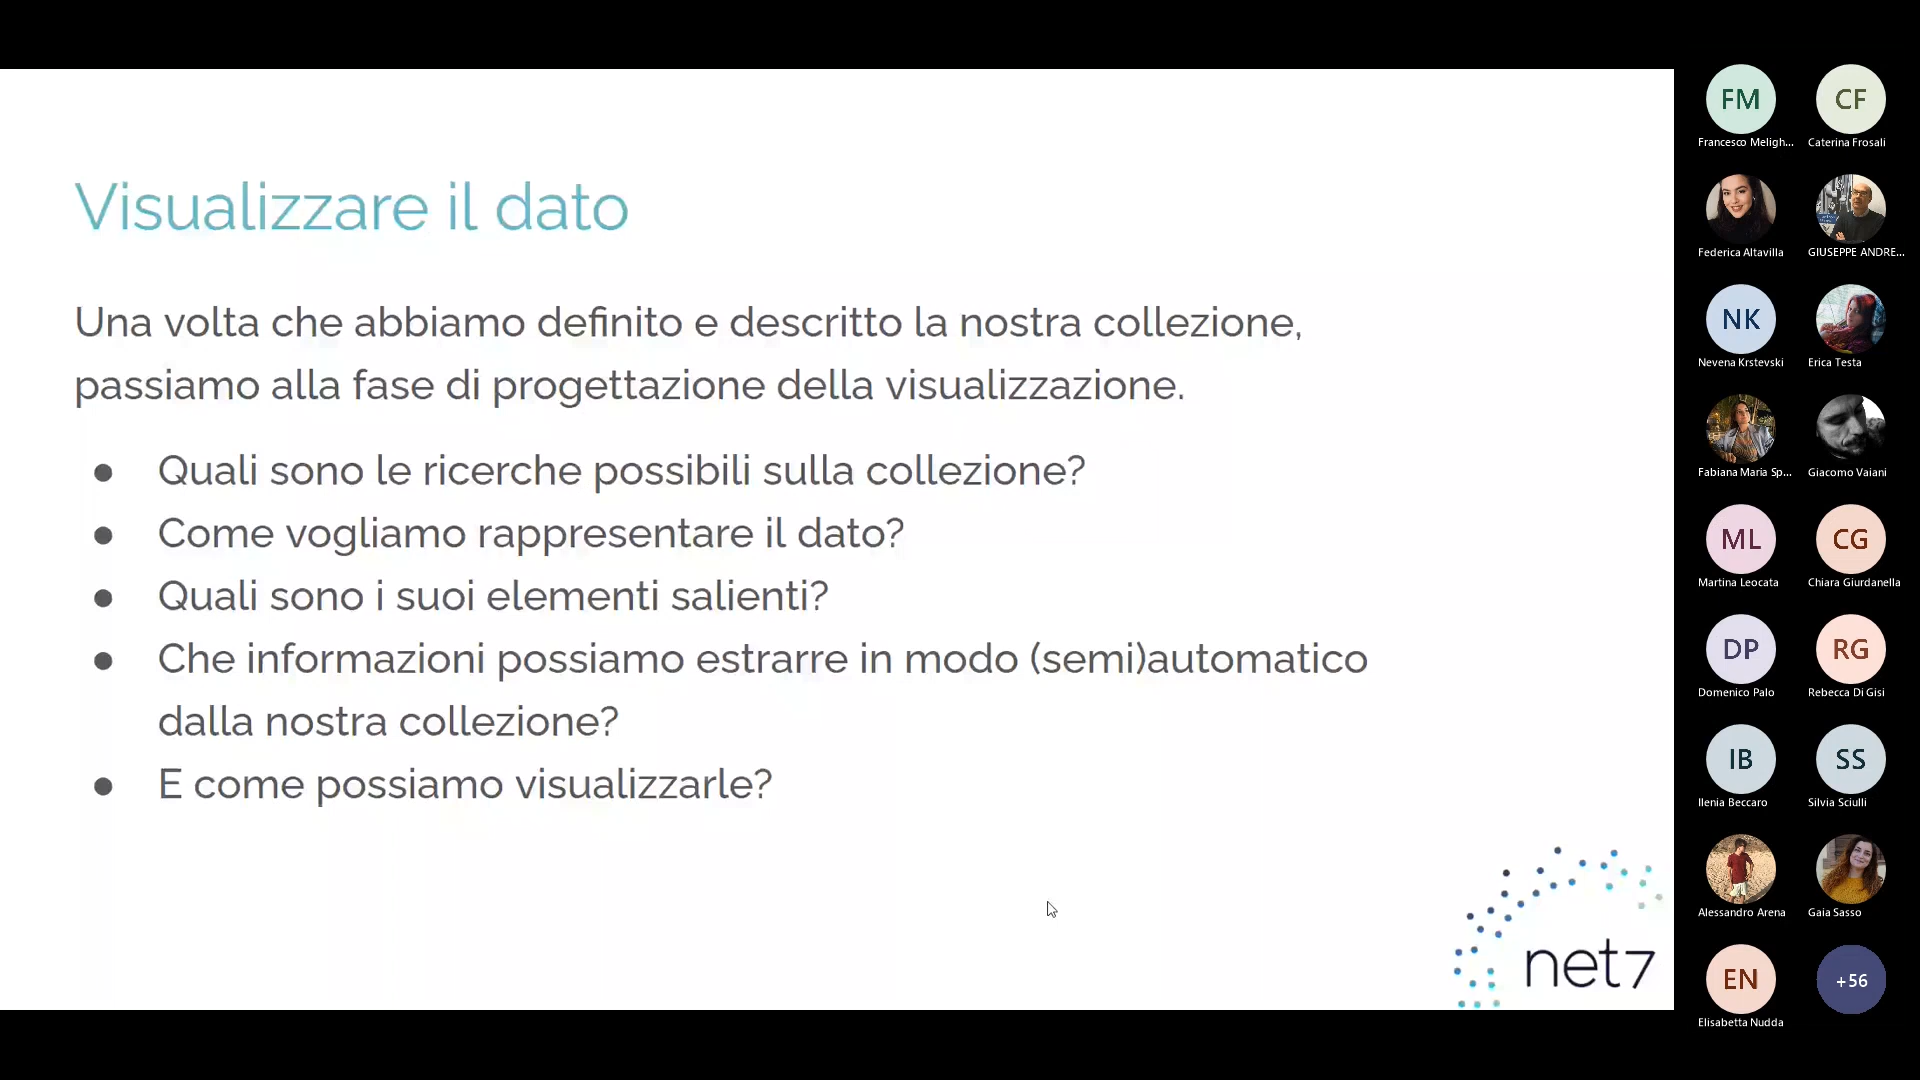 Visualizzare il dato
Una volta che abbiamo definito e descritto la nostra collezione,
passiamo alla fase di progettazione della visualizzazione.
● Quali sono le ricerche possibili sulla collezione?
● Come vogliamo rappresentare il dato?
● Quali sono i suoi elementi salienti?
● Che informazioni possiamo estrarre in modo (semi)automatico
dalla nostra collezione?
● E come possiamo visualizzarle?
net7
FM
CF
Francesco Meligh...
Caterina Frosali
Federica Altavilla
GIUSEPPE ANDRE...
NK
Nevena Krstevski
Erica Testa
Fabiana Maria Sp...
Giacomo Vaiani
ML
CG
Martina Leocata
Chiara Giurdanella
DP
RG
Domenico Palo
Rebecca Di Gisi
IB
SS
Ilenia Beccaro
Silvia Sciulli
Alessandro Arena
Gaia Sasso
EN
+56
Elisabetta Nudda